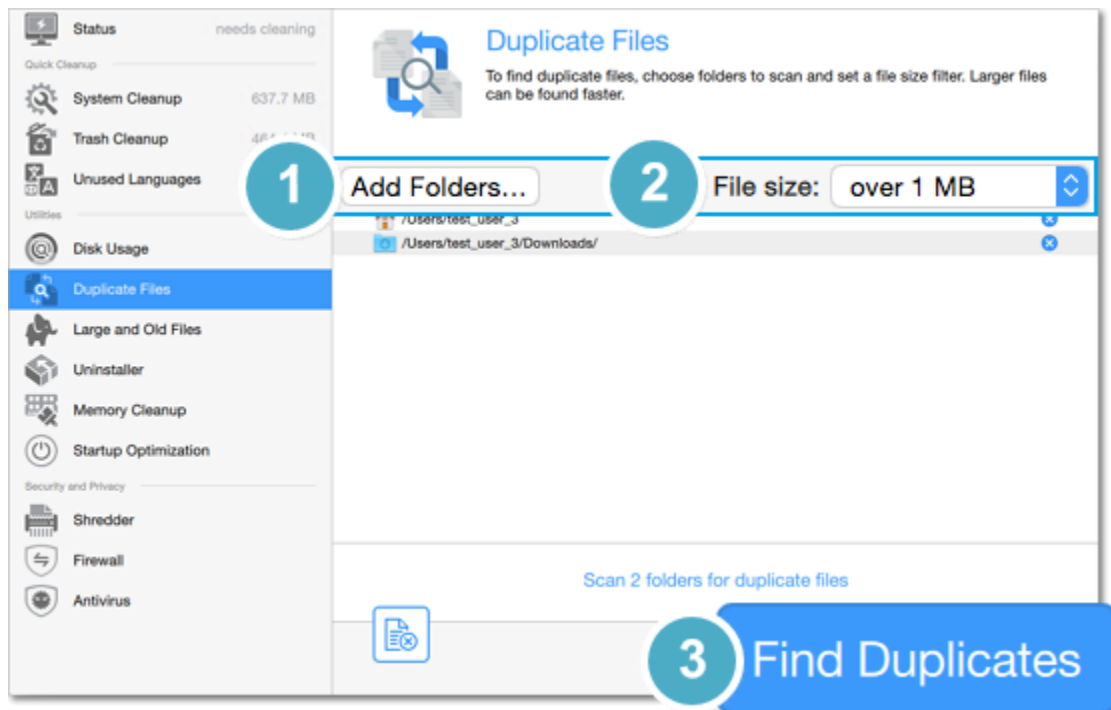 Status needs cleaning
Quick Cleanup
System Cleanup 637.7 MB
Trash Cleanup
Unused Languages
Utilities
Disk Usage
Duplicate Files
Large and Old Files
Uninstaller
Memory Cleanup
Startup Optimization
Security and Privacy
Shredder
Firewall
Antivirus
Duplicate Files
To find duplicate files, choose folders to scan and set a file size filter. Larger files
can be found faster.
1 Add Folders... 2 File size: over 1 MB
/Users/test_user_3
/Users/test_user_3/Downloads/
Scan 2 folders for duplicate files
3 Find Duplicates